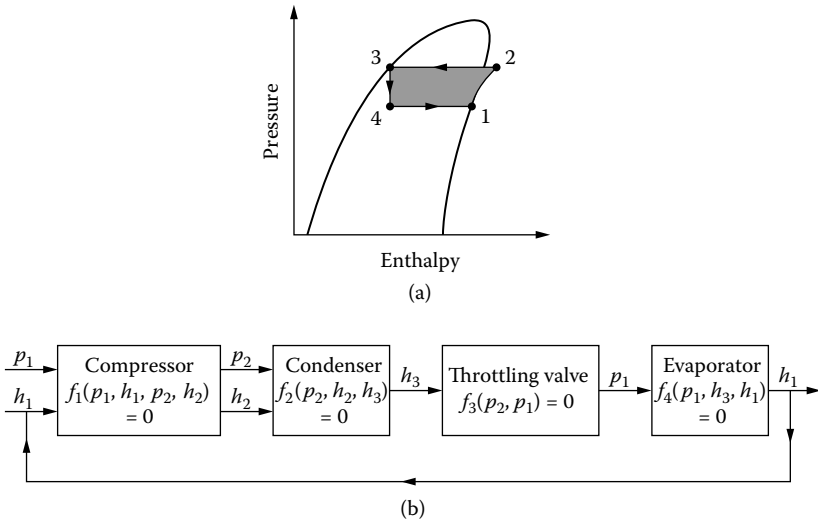 3
2
4
1
Pressure
Enthalpy
(a)
p₁
h₁
Compressor
f₁(p₁, h₁, p₂, h₂)
= 0
p₂
h₂
Condenser
f₂(p₂, h₂, h₃)
= 0
h₃
Throttling valve
f₃(p₂, p₁) = 0
p₁
Evaporator
f₄(p₁, h₃, h₁)
= 0
h₁
(b)